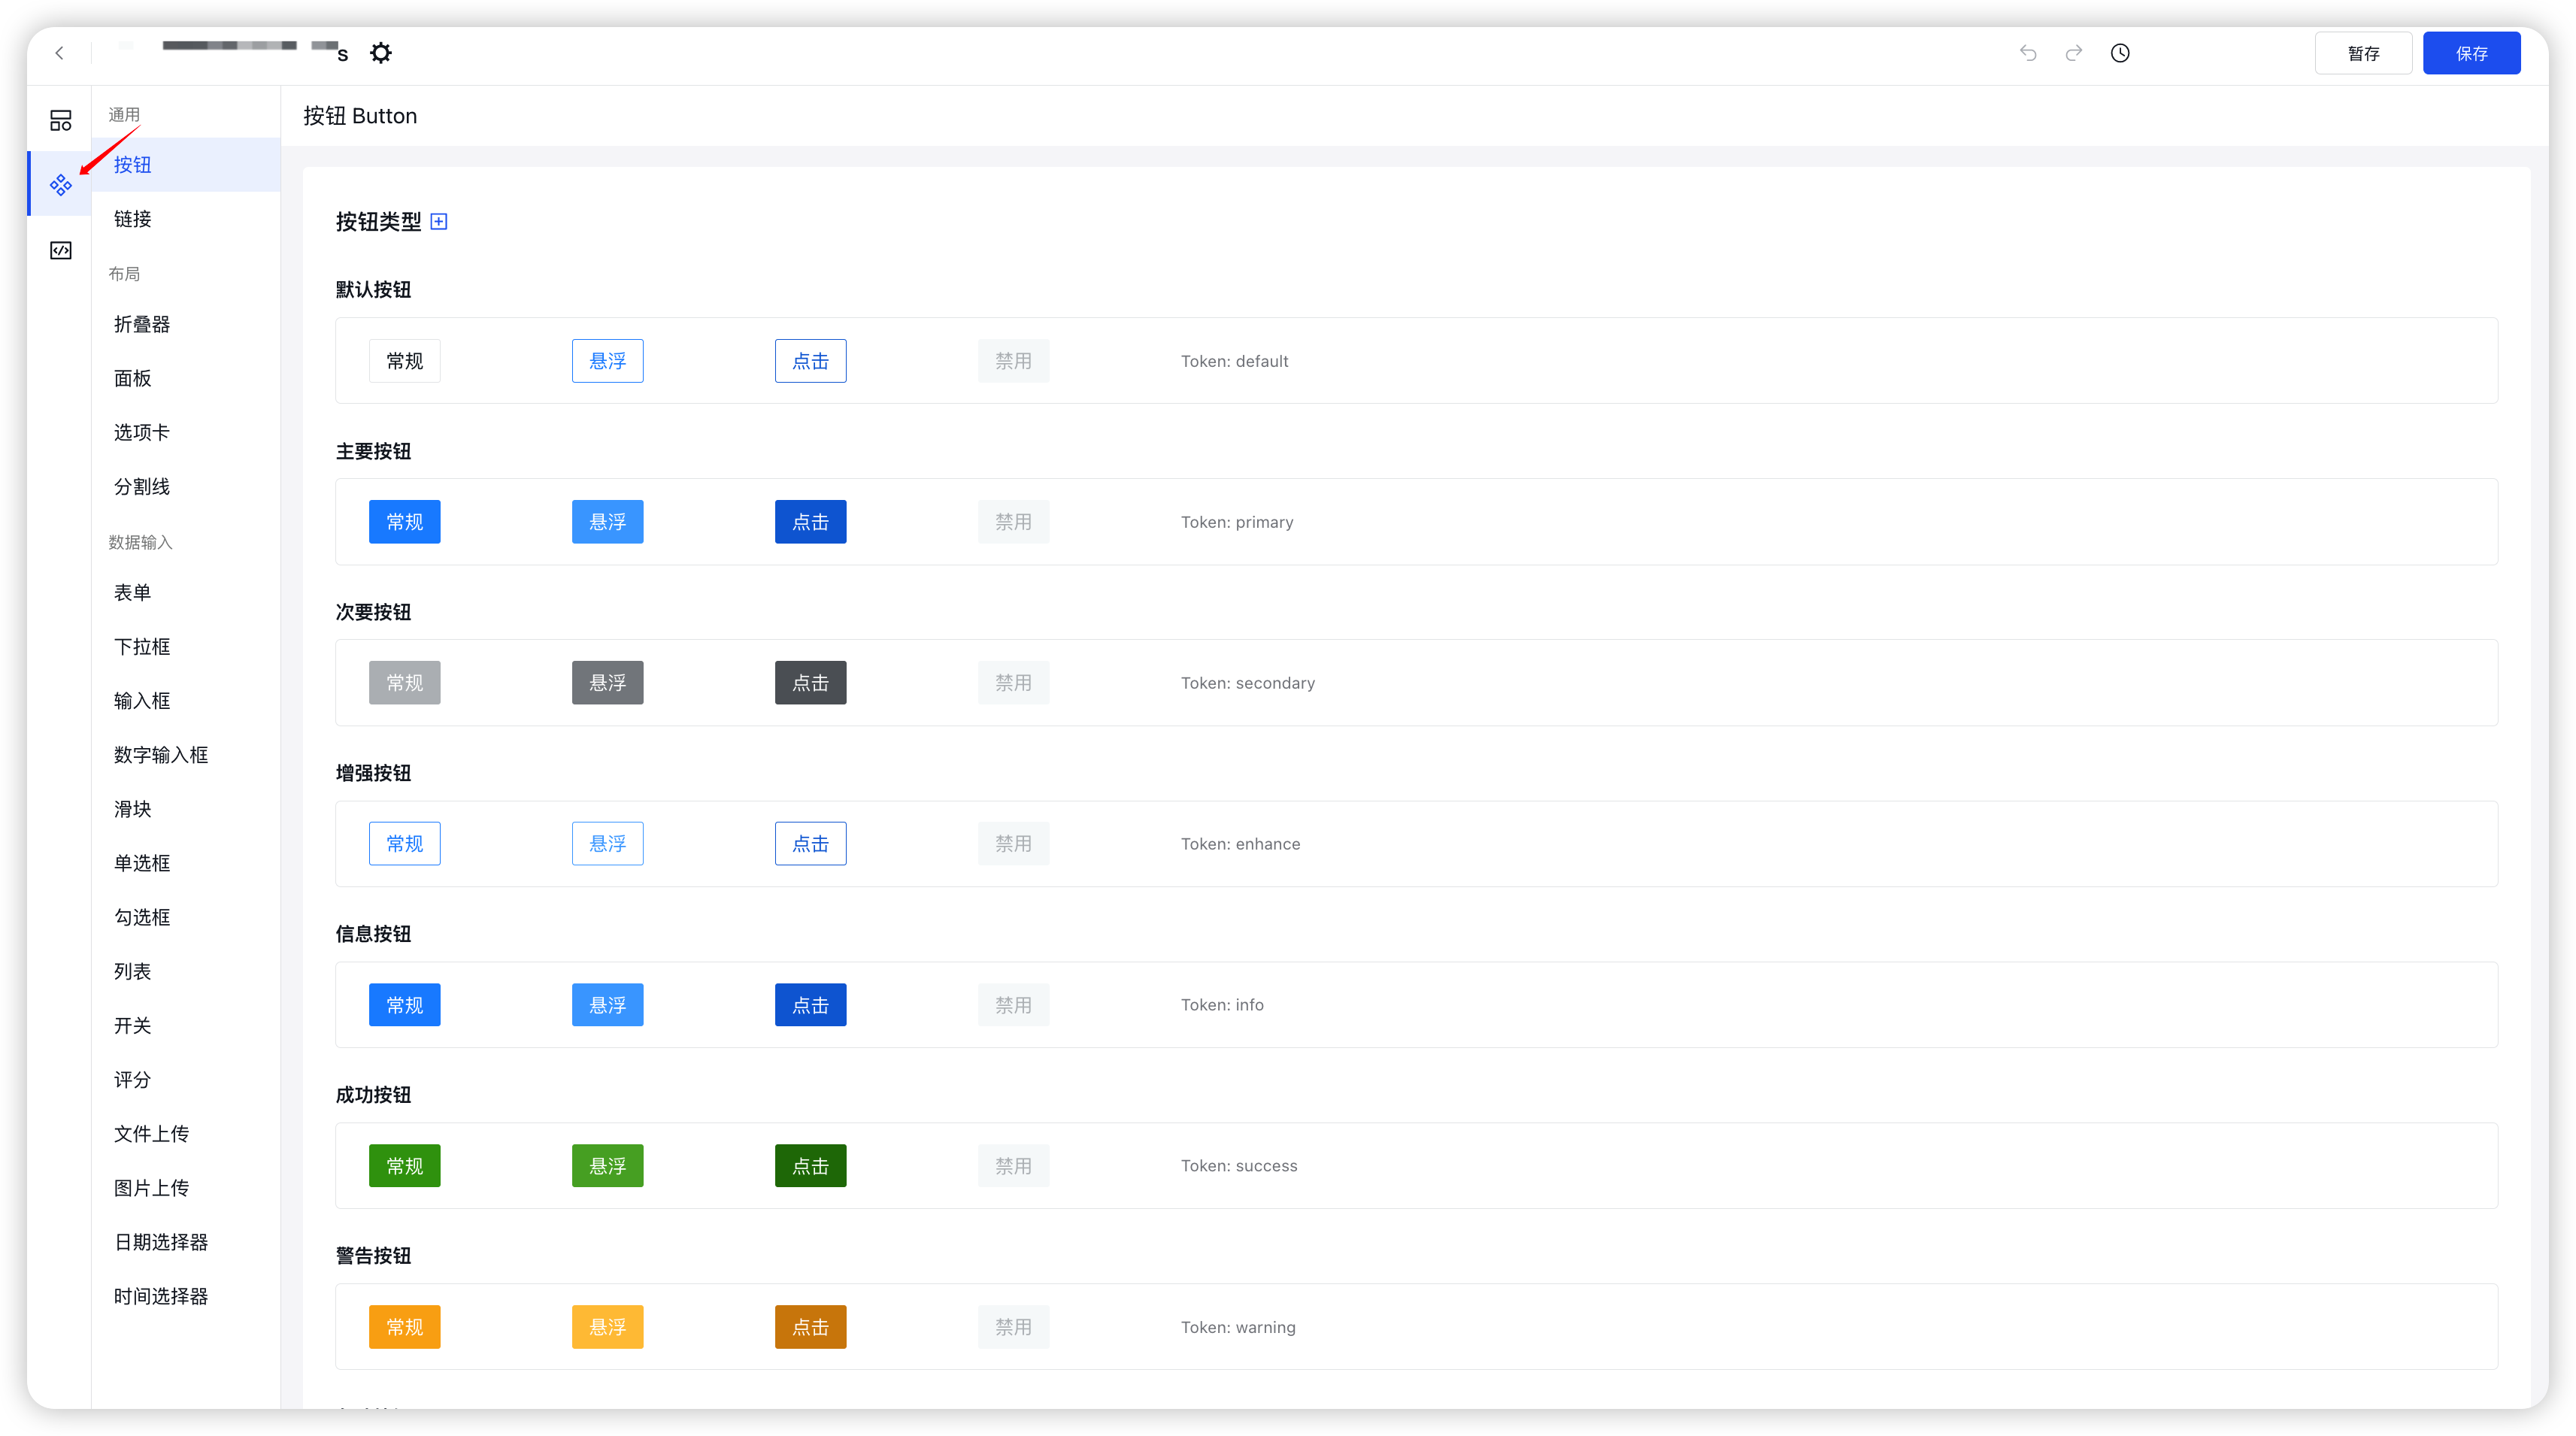 s
暂存
保存
通用
按钮
链接
布局
折叠器
面板
选项卡
分割线
数据输入
表单
下拉框
输入框
数字输入框
滑块
单选框
勾选框
列表
开关
评分
文件上传
图片上传
日期选择器
时间选择器
按钮 Button
按钮类型
默认按钮
常规 悬浮 点击 禁用 Token: default
主要按钮
常规 悬浮 点击 禁用 Token: primary
次要按钮
常规 悬浮 点击 禁用 Token: secondary
增强按钮
常规 悬浮 点击 禁用 Token: enhance
信息按钮
常规 悬浮 点击 禁用 Token: info
成功按钮
常规 悬浮 点击 禁用 Token: success
警告按钮
常规 悬浮 点击 禁用 Token: warning